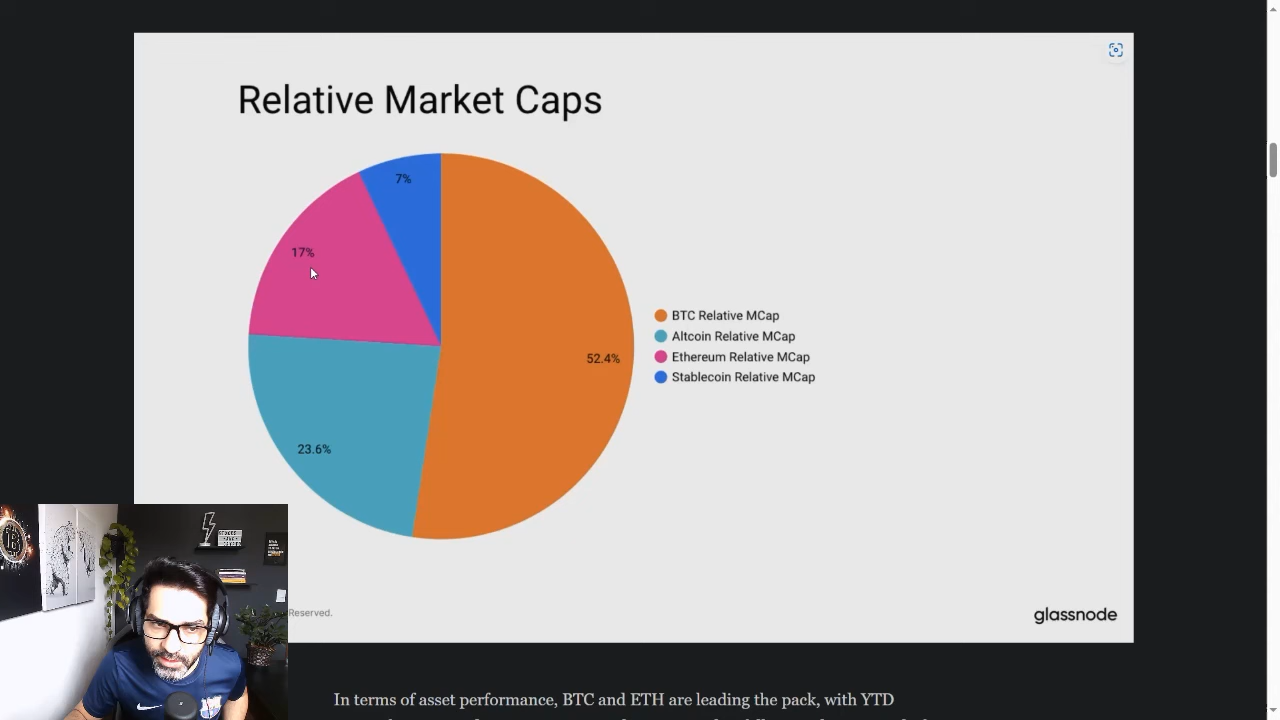 Relative Market Caps
7%
17%
52.4%
23.6%
BTC Relative MCap
Altcoin Relative MCap
Ethereum Relative MCap
Stablecoin Relative MCap
Reserved.
glassnode
In terms of asset performance, BTC and ETH are leading the pack, with YTD